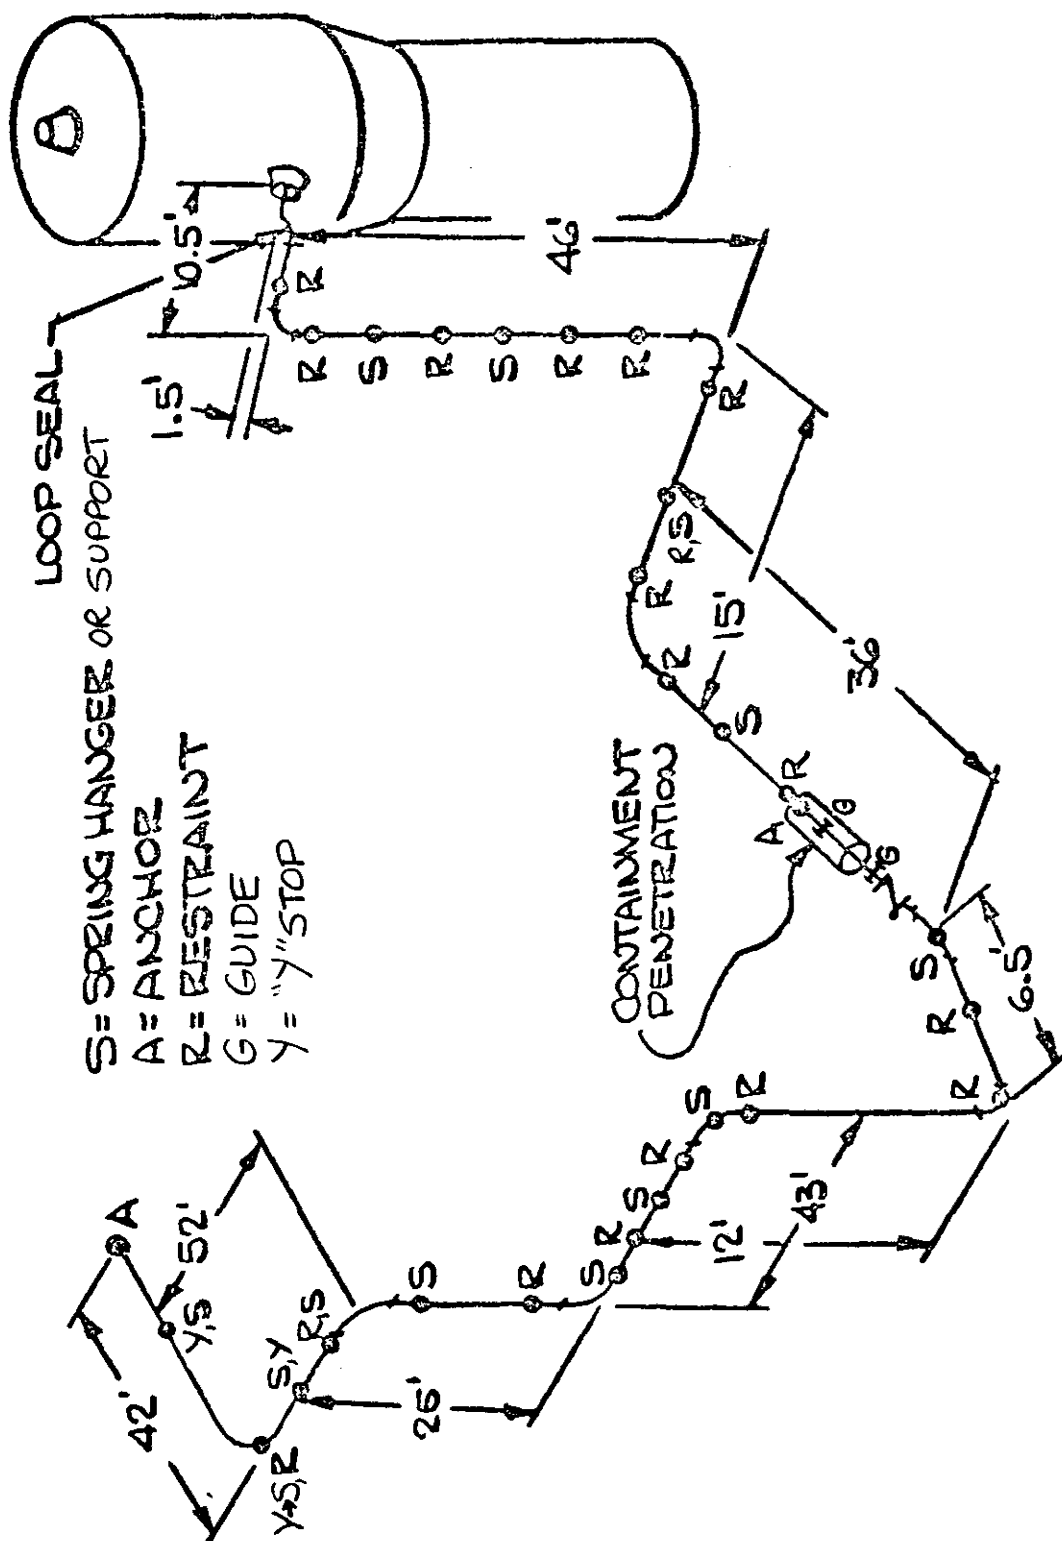 LOOP SEAL
S = SPRING HANGER OR SUPPORT
A = ANCHOR
R = RESTRAINT
G = GUIDE
Y = "Y" STOP
10.5'
1.5'
46'
R
R
S
R
S
R
R
R
R,S
R
R
S
15'
36'
CONTAINMENT
PENETRATION
R
A
G
G
S
R
6.5'
R
R
S
R
S
R
S
12'
43'
R
S
26'
R,S
S,Y
Y+S,R
Y,S
A
52'
42'